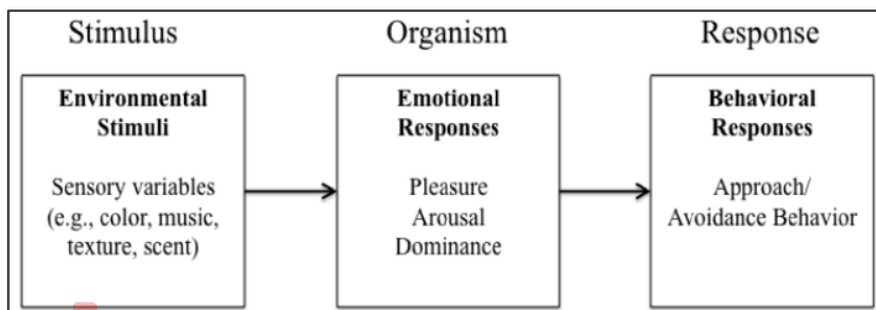 Stimulus
Organism
Response
Environmental
Stimuli
Sensory variables
(e.g., color, music,
texture, scent)
Emotional
Responses
Pleasure
Arousal
Dominance
Behavioral
Responses
Approach/
Avoidance Behavior